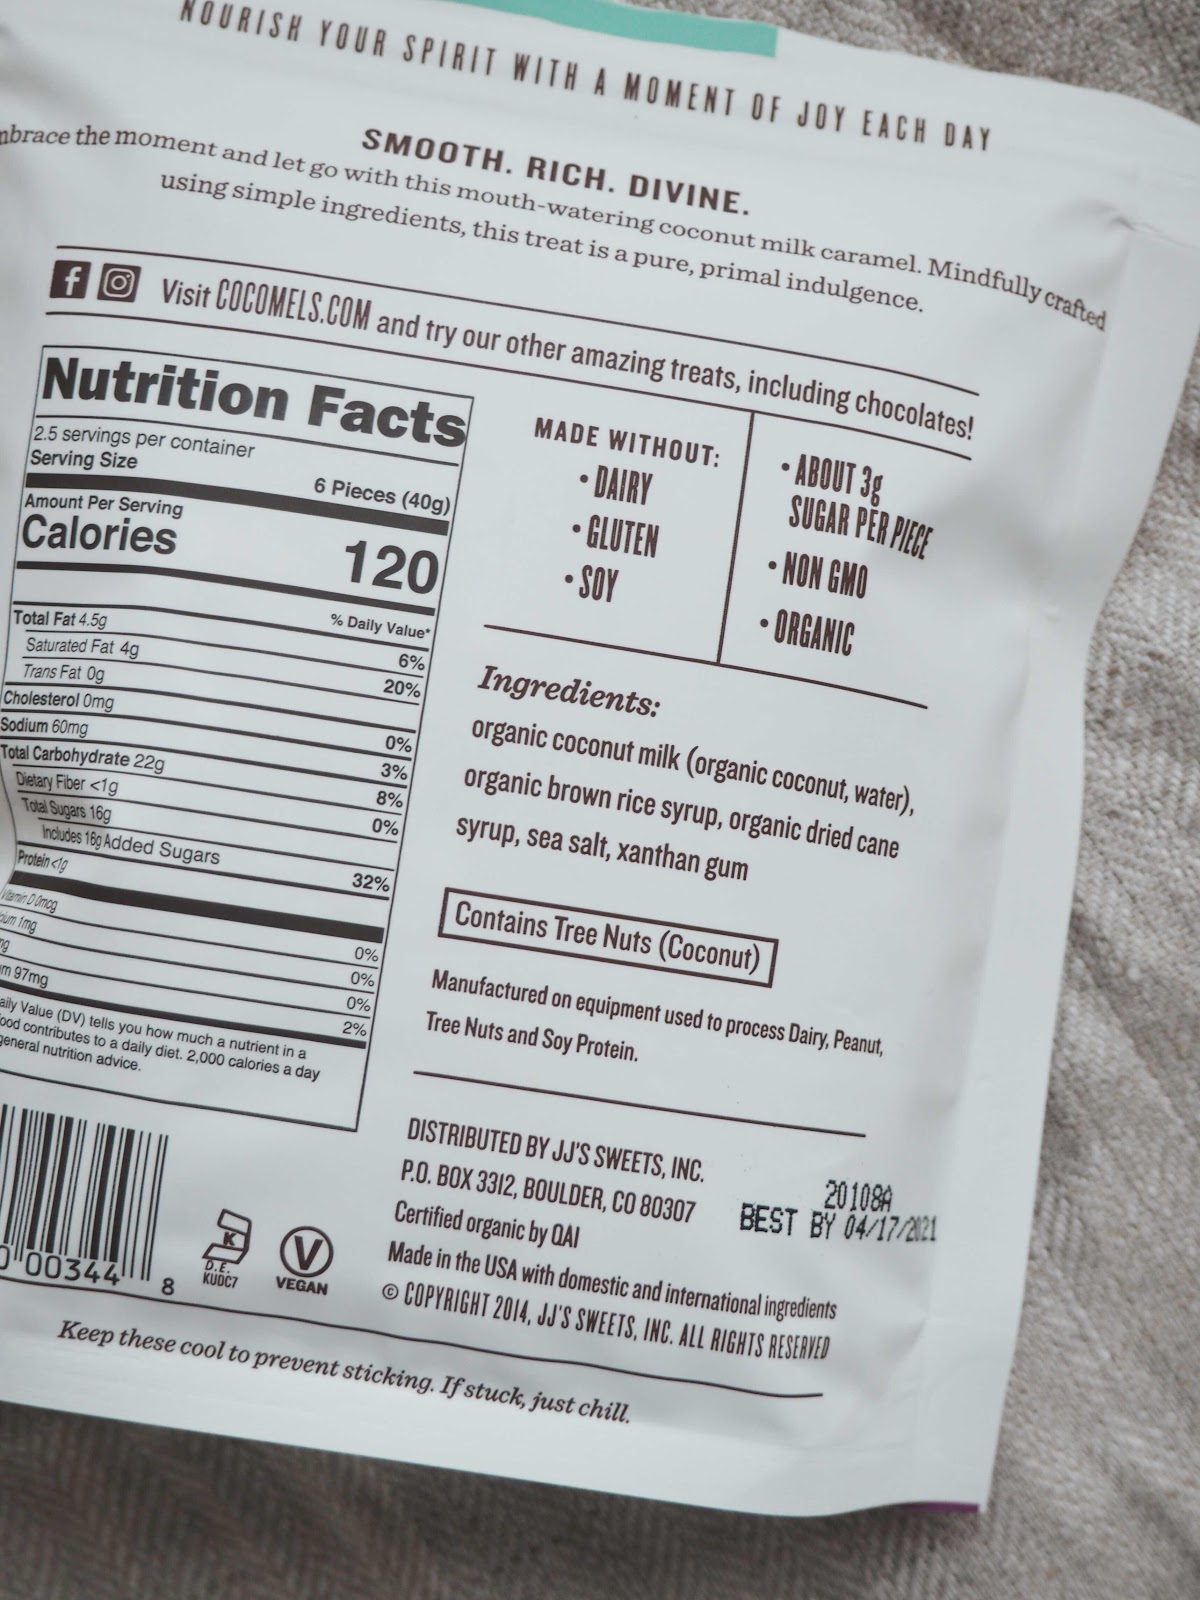 NOURISH YOUR SPIRIT WITH A MOMENT OF JOY EACH DAY
SMOOTH. RICH. DIVINE.
mbrace the moment and let go with this mouth-watering coconut milk caramel. Mindfully crafted
using simple ingredients, this treat is a pure, primal indulgence.
Visit COCOMELS.COM and try our other amazing treats, including chocolates!
Nutrition Facts
2.5 servings per container
Serving Size 6 Pieces (40g)
Amount Per Serving
Calories 120
% Daily Value*
Total Fat 4.5g 6%
Saturated Fat 4g 20%
Trans Fat 0g
Cholesterol 0mg 0%
Sodium 60mg 3%
Total Carbohydrate 22g 8%
Dietary Fiber <1g 0%
Total Sugars 16g
Includes 16g Added Sugars 32%
Protein <1g
Vitamin D 0mcg 0%
ium 1mg 0%
ng 0%
m 97mg 2%
aily Value (DV) tells you how much a nutrient in a
ood contributes to a daily diet. 2,000 calories a day
general nutrition advice.
MADE WITHOUT:
• DAIRY
• GLUTEN
• SOY
• ABOUT 3g
SUGAR PER PIECE
• NON GMO
• ORGANIC
Ingredients:
organic coconut milk (organic coconut, water),
organic brown rice syrup, organic dried cane
syrup, sea salt, xanthan gum
Contains Tree Nuts (Coconut)
Manufactured on equipment used to process Dairy, Peanut,
Tree Nuts and Soy Protein.
DISTRIBUTED BY JJ'S SWEETS, INC.
P.O. BOX 3312, BOULDER, CO 80307
Certified organic by QAI
Made in the USA with domestic and international ingredients
© COPYRIGHT 2014, JJ'S SWEETS, INC. ALL RIGHTS RESERVED
20108A
BEST BY 04/17/2021
00344 8
K
D.E.
KUDC7
V
VEGAN
Keep these cool to prevent sticking. If stuck, just chill.